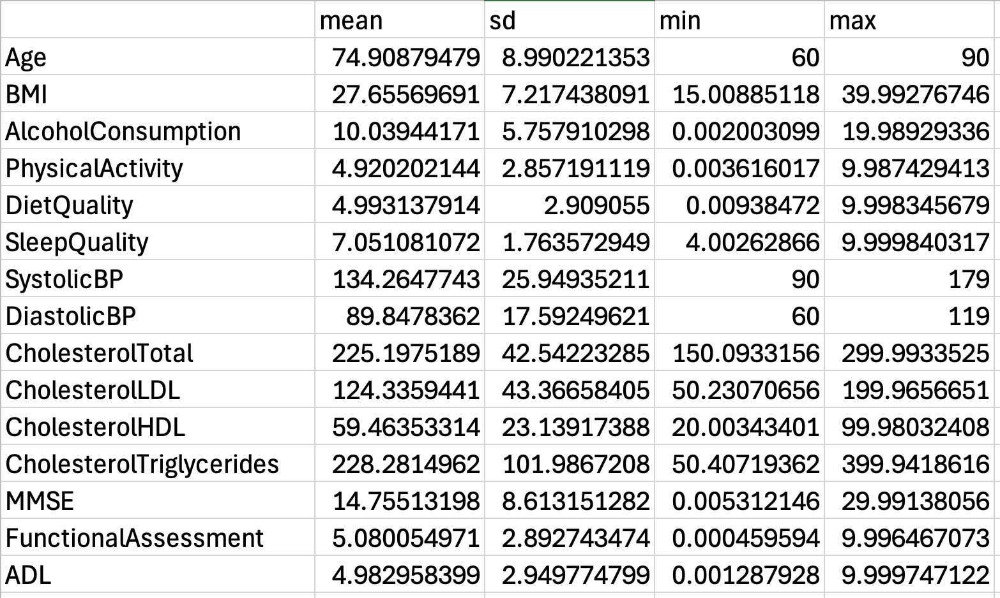 mean sd min max
Age 74.90879479 8.990221353 60 90
BMI 27.65569691 7.217438091 15.00885118 39.99276746
AlcoholConsumption 10.03944171 5.757910298 0.002003099 19.98929336
PhysicalActivity 4.920202144 2.857191119 0.003616017 9.987429413
DietQuality 4.993137914 2.909055 0.00938472 9.998345679
SleepQuality 7.051081072 1.763572949 4.00262866 9.999840317
SystolicBP 134.2647743 25.94935211 90 179
DiastolicBP 89.8478362 17.59249621 60 119
CholesterolTotal 225.1975189 42.54223285 150.0933156 299.9933525
CholesterolLDL 124.3359441 43.36658405 50.23070656 199.9656651
CholesterolHDL 59.46353314 23.13917388 20.00343401 99.98032408
CholesterolTriglycerides 228.2814962 101.9867208 50.40719362 399.9418616
MMSE 14.75513198 8.613151282 0.005312146 29.99138056
FunctionalAssessment 5.080054971 2.892743474 0.000459594 9.996467073
ADL 4.982958399 2.949774799 0.001287928 9.999747122